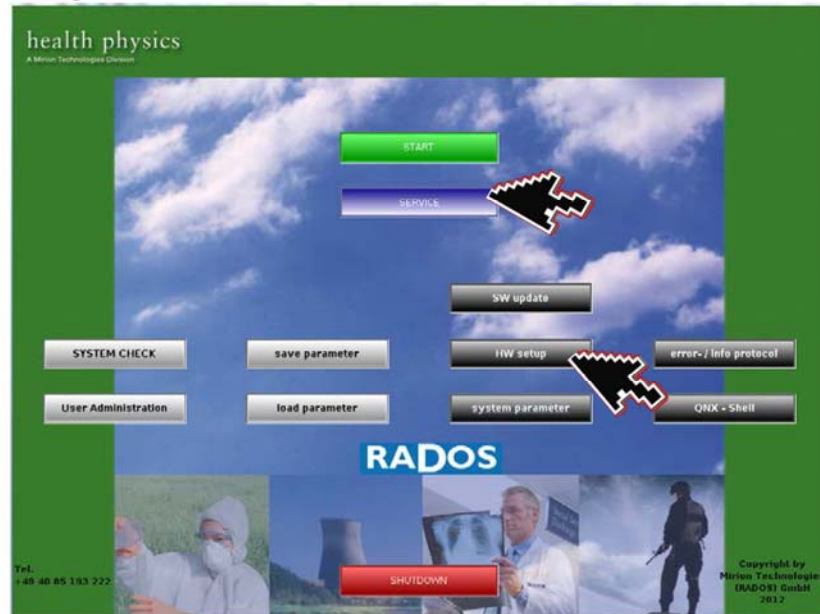 health physics
A Mirion Technologies Division
START
SERVICE
SW update
SYSTEM CHECK
save parameter
HW setup
error- / info protocol
User Administration
load parameter
system parameter
QNX - Shell
RADOS
Tel.
+49 40 85 193 222
SHUTDOWN
Copyright by
Mirion Technologies
(RADOS) GmbH
2012